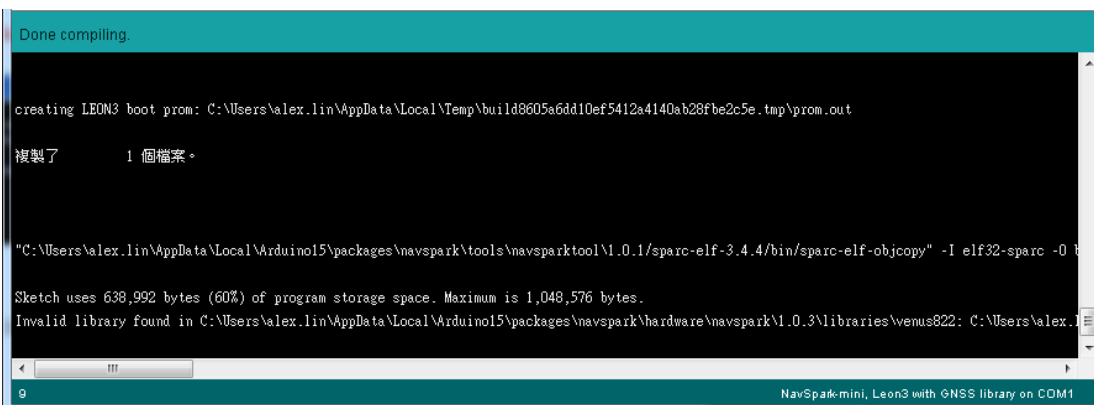 Done compiling.
creating LEON3 boot prom: C:\Users\alex.lin\AppData\Local\Temp\build8605a6dd10ef5412a4140ab28fbe2c5e.tmp\prom.out
複製了 1 個檔案。
"C:\Users\alex.lin\AppData\Local\Arduino15\packages\navspark\tools\navsparktool\1.0.1/sparc-elf-3.4.4/bin/sparc-elf-objcopy" -I elf32-sparc -O b
Sketch uses 638,992 bytes (60%) of program storage space. Maximum is 1,048,576 bytes.
Invalid library found in C:\Users\alex.lin\AppData\Local\Arduino15\packages\navspark\hardware\navspark\1.0.3\libraries\venus822: C:\Users\alex.l
9 NavSpark-mini, Leon3 with GNSS library on COM1